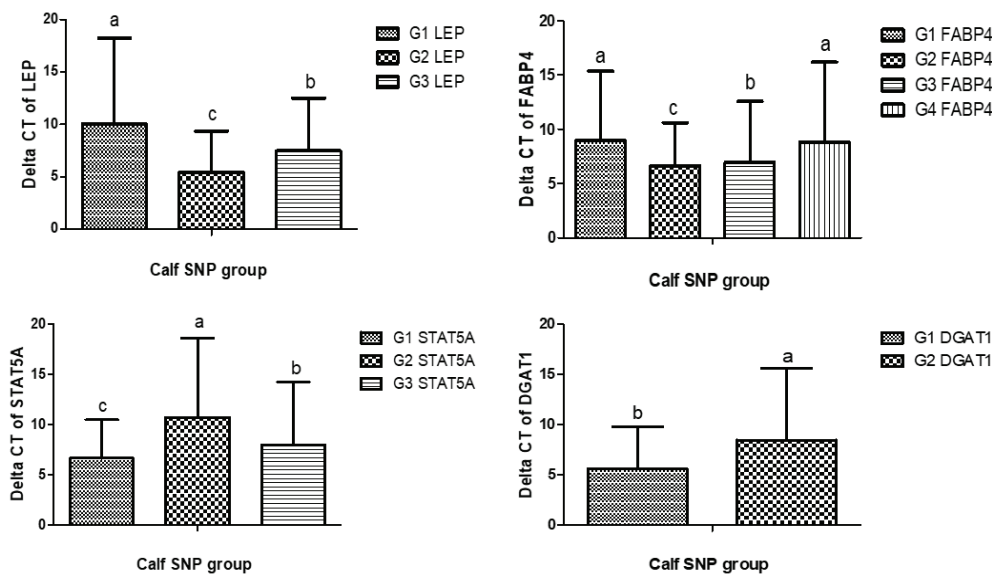 Delta CT of LEP
20
15
10
5
0
a
c
b
G1 LEP
G2 LEP
G3 LEP
Calf SNP group
Delta CT of FABP4
20
15
10
5
0
a
c
b
a
G1 FABP4
G2 FABP4
G3 FABP4
G4 FABP4
Calf SNP group
Delta CT of STAT5A
20
15
10
5
0
c
a
b
G1 STAT5A
G2 STAT5A
G3 STAT5A
Calf SNP group
Delta CT of DGAT1
20
15
10
5
0
b
a
G1 DGAT1
G2 DGAT1
Calf SNP group